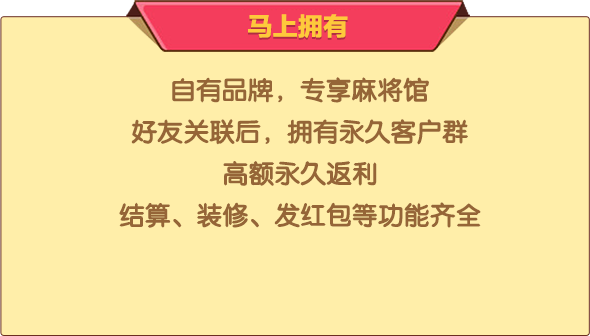 马上拥有
自有品牌，专享麻将馆
好友关联后，拥有永久客户群
高额永久返利
结算、装修、发红包等功能齐全